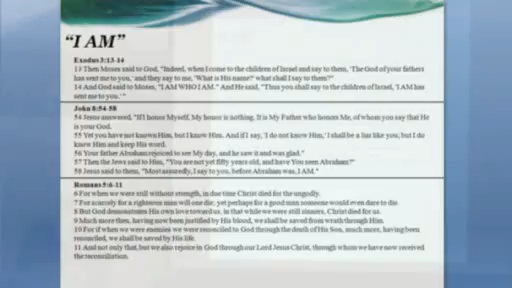 “I AM”
Exodus 3:13-14
13 Then Moses said to God, "Indeed, when I come to the children of Israel and say to them, 'The God of your fathers
has sent me to you,' and they say to me, 'What is His name?' what shall I say to them?"
14 And God said to Moses, "I AM WHO I AM." And He said, "Thus you shall say to the children of Israel, 'I AM has
sent me to you.' "
John 8:54-58
54 Jesus answered, "If I honor Myself, My honor is nothing. It is My Father who honors Me, of whom you say that He
is your God.
55 Yet you have not known Him, but I know Him. And if I say, 'I do not know Him,' I shall be a liar like you; but I do
know Him and keep His word.
56 Your father Abraham rejoiced to see My day, and he saw it and was glad."
57 Then the Jews said to Him, "You are not yet fifty years old, and have You seen Abraham?"
58 Jesus said to them, "Most assuredly, I say to you, before Abraham was, I AM."
Romans 5:6-11
6 For when we were still without strength, in due time Christ died for the ungodly.
7 For scarcely for a righteous man will one die; yet perhaps for a good man someone would even dare to die.
8 But God demonstrates His own love toward us, in that while we were still sinners, Christ died for us.
9 Much more then, having now been justified by His blood, we shall be saved from wrath through Him.
10 For if when we were enemies we were reconciled to God through the death of His Son, much more, having been
reconciled, we shall be saved by His life.
11 And not only that, but we also rejoice in God through our Lord Jesus Christ, through whom we have now received
the reconciliation.